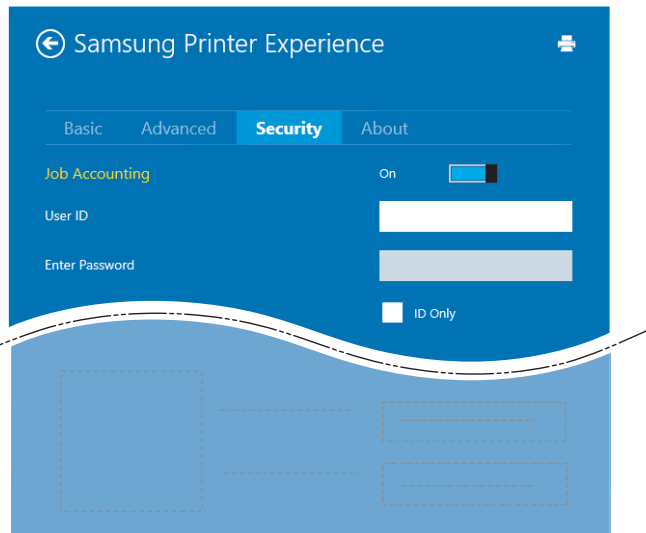 Samsung Printer Experience
Basic Advanced Security About
Job Accounting On
User ID
Enter Password
ID Only